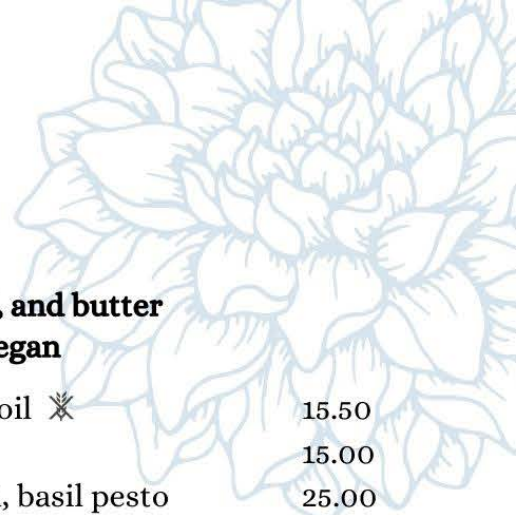 , and butter
egan
oil 15.50
15.00
, basil pesto 25.00